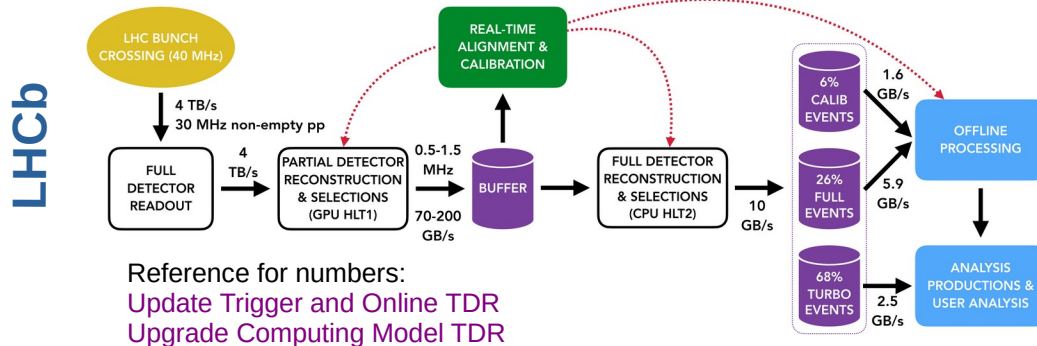 LHCb
LHC BUNCH
CROSSING (40 MHz)
4 TB/s
30 MHz non-empty pp
FULL
DETECTOR
READOUT
4
TB/s
PARTIAL DETECTOR
RECONSTRUCTION
& SELECTIONS
(GPU HLT1)
0.5-1.5
MHz
70-200
GB/s
REAL-TIME
ALIGNMENT &
CALIBRATION
BUFFER
FULL DETECTOR
RECONSTRUCTION
& SELECTIONS
(CPU HLT2)
10
GB/s
6%
CALIB
EVENTS
1.6
GB/s
26%
FULL
EVENTS
5.9
GB/s
68%
TURBO
EVENTS
2.5
GB/s
OFFLINE
PROCESSING
ANALYSIS
PRODUCTIONS &
USER ANALYSIS
Reference for numbers:
Update Trigger and Online TDR
Upgrade Computing Model TDR